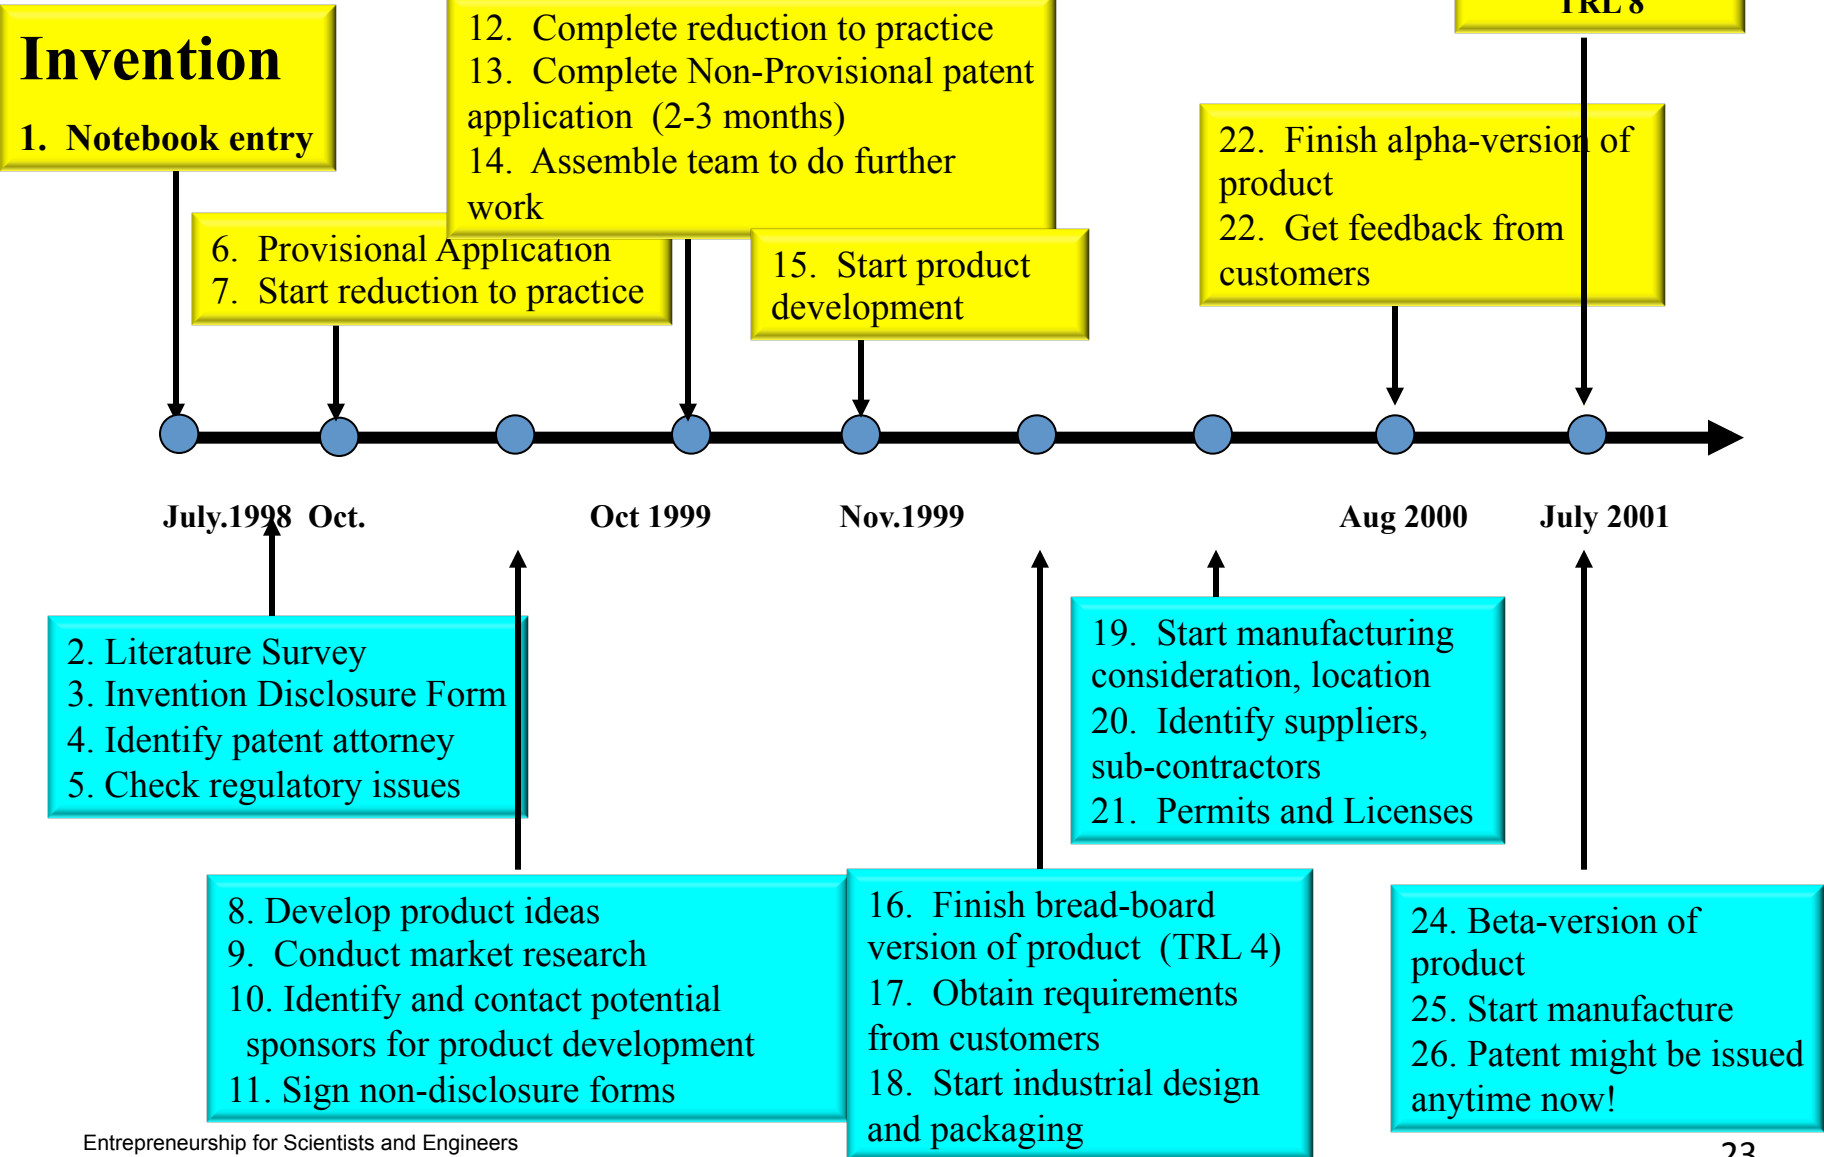 Invention
1. Notebook entry
12. Complete reduction to practice
13. Complete Non-Provisional patent
application (2-3 months)
14. Assemble team to do further
work
TRL 8
6. Provisional Application
7. Start reduction to practice
15. Start product
development
22. Finish alpha-version of
product
22. Get feedback from
customers
July.1998 Oct. Oct 1999 Nov.1999 Aug 2000 July 2001
2. Literature Survey
3. Invention Disclosure Form
4. Identify patent attorney
5. Check regulatory issues
19. Start manufacturing
consideration, location
20. Identify suppliers,
sub-contractors
21. Permits and Licenses
8. Develop product ideas
9. Conduct market research
10. Identify and contact potential
sponsors for product development
11. Sign non-disclosure forms
16. Finish bread-board
version of product (TRL 4)
17. Obtain requirements
from customers
18. Start industrial design
and packaging
24. Beta-version of
product
25. Start manufacture
26. Patent might be issued
anytime now!
Entrepreneurship for Scientists and Engineers
23